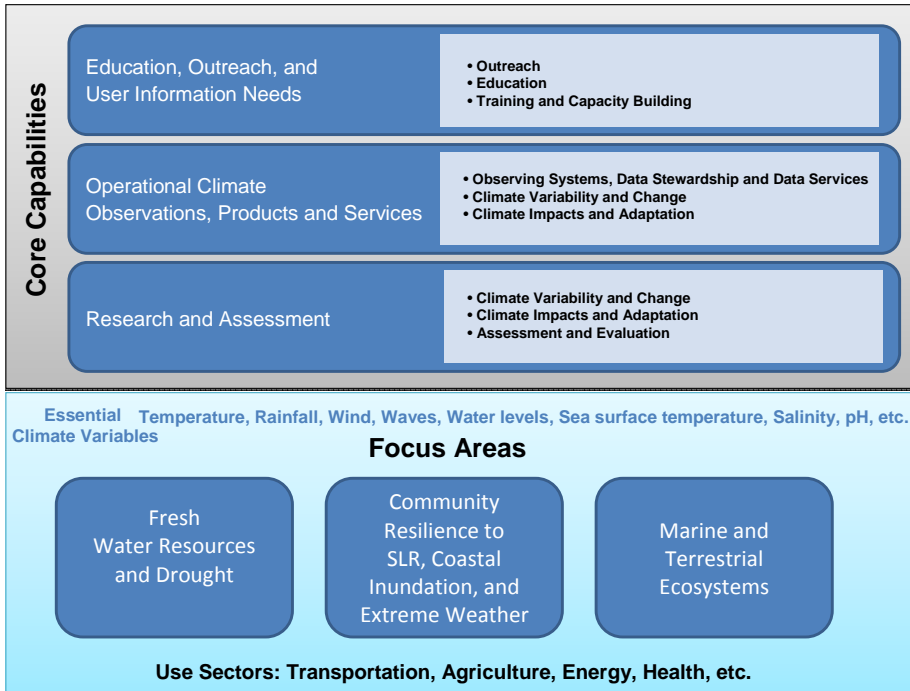 Core Capabilities
Education, Outreach, and
User Information Needs
• Outreach
• Education
• Training and Capacity Building
Operational Climate
Observations, Products and Services
• Observing Systems, Data Stewardship and Data Services
• Climate Variability and Change
• Climate Impacts and Adaptation
Research and Assessment
• Climate Variability and Change
• Climate Impacts and Adaptation
• Assessment and Evaluation
Essential
Climate Variables
Temperature, Rainfall, Wind, Waves, Water levels, Sea surface temperature, Salinity, pH, etc.
Focus Areas
Fresh
Water Resources
and Drought
Community
Resilience to
SLR, Coastal
Inundation, and
Extreme Weather
Marine and
Terrestrial
Ecosystems
Use Sectors: Transportation, Agriculture, Energy, Health, etc.